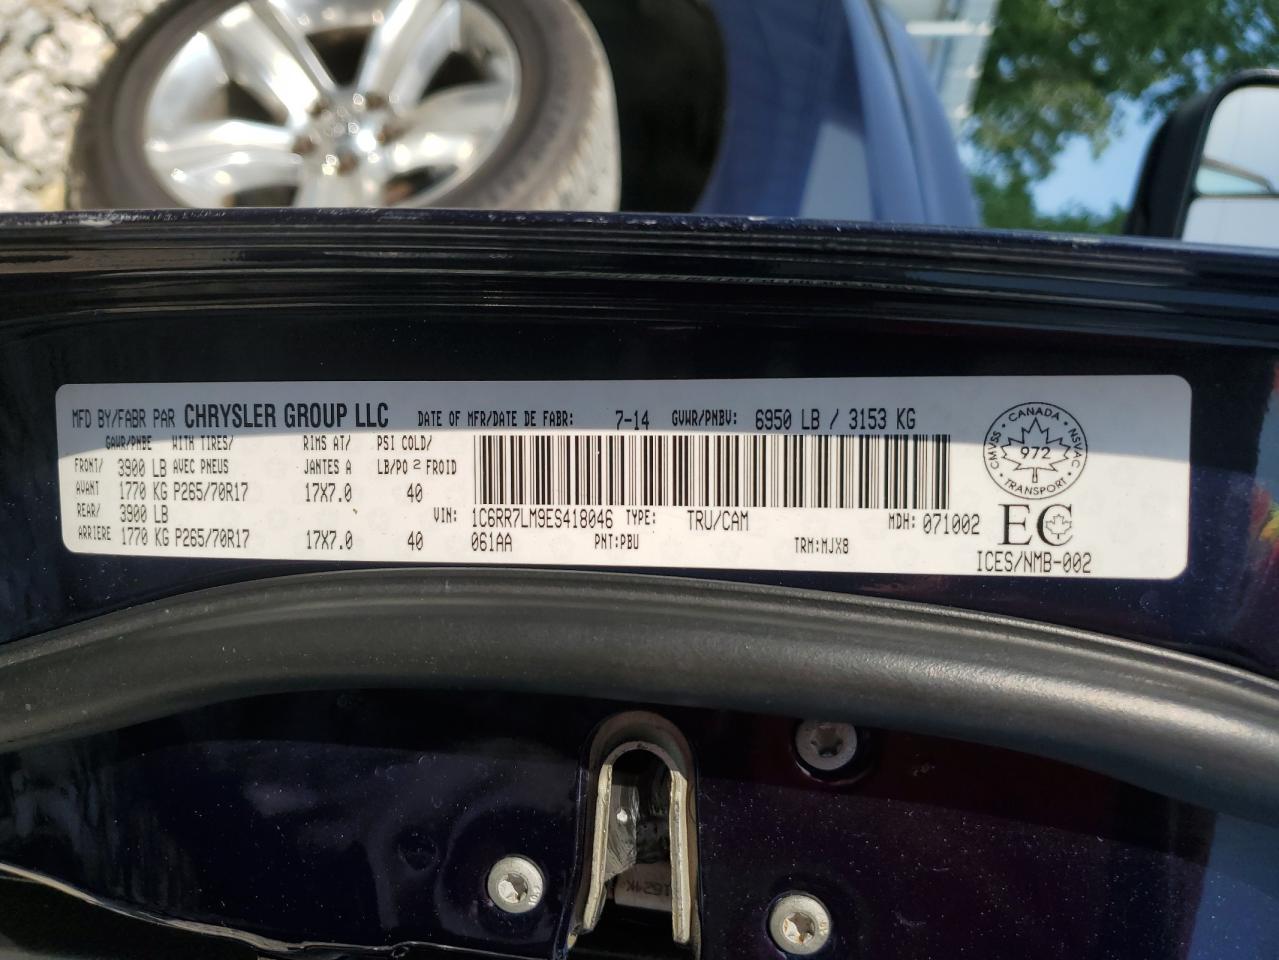 MFD BY/FABR PAR CHRYSLER GROUP LLC DATE OF MFR/DATE DE FABR: 7-14 GVWR/PNBV: 6950 LB / 3153 KG
GAWR/PNBE WITH TIRES/ RIMS AT/ PSI COLD/
FRONT/ 3900 LB AVEC PNEUS JANTES A LB/PO2 FROID
AVANT 1770 KG P265/70R17 17X7.0 40
REAR/ 3900 LB VIN: 1C6RR7LM9ES418046 TYPE: TRU/CAM MDH: 071002
ARRIERE 1770 KG P265/70R17 17X7.0 40 061AA PNT:PBU TRM:MJX8
CANADA
CMVSS 972 NSVAC
TRANSPORT
EC
ICES/NMB-002